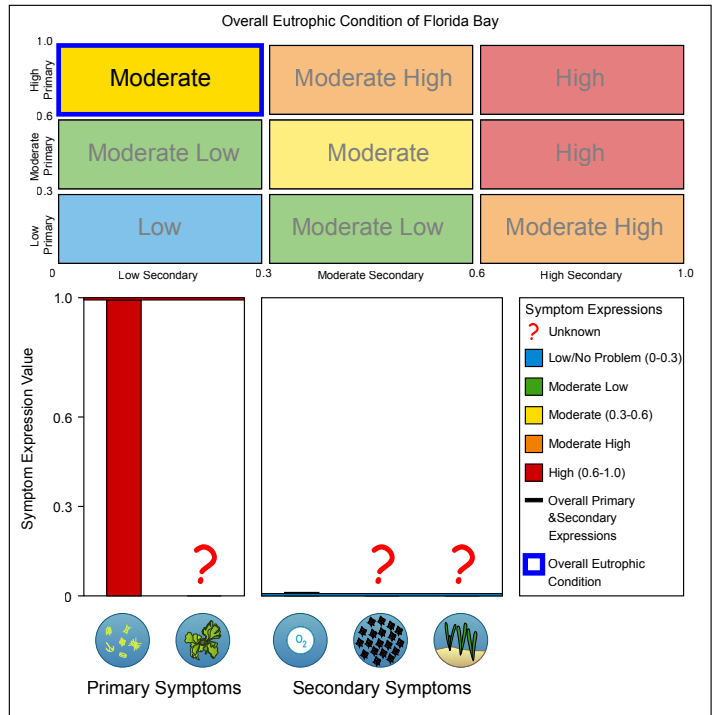 Overall Eutrophic Condition of Florida Bay
1.0
High
Primary
Moderate
Moderate High
High
0.6
Moderate
Primary
Moderate Low
Moderate
High
0.3
Low
Primary
Low
Moderate Low
Moderate High
0
Low Secondary
0.3
Moderate Secondary
0.6
High Secondary
1.0
Symptom Expression Value
1.0
0.6
0.3
0
?
?
?
O2
Primary Symptoms
Secondary Symptoms
Symptom Expressions
? Unknown
Low/No Problem (0-0.3)
Moderate Low
Moderate (0.3-0.6)
Moderate High
High (0.6-1.0)
Overall Primary
&Secondary
Expressions
Overall Eutrophic
Condition